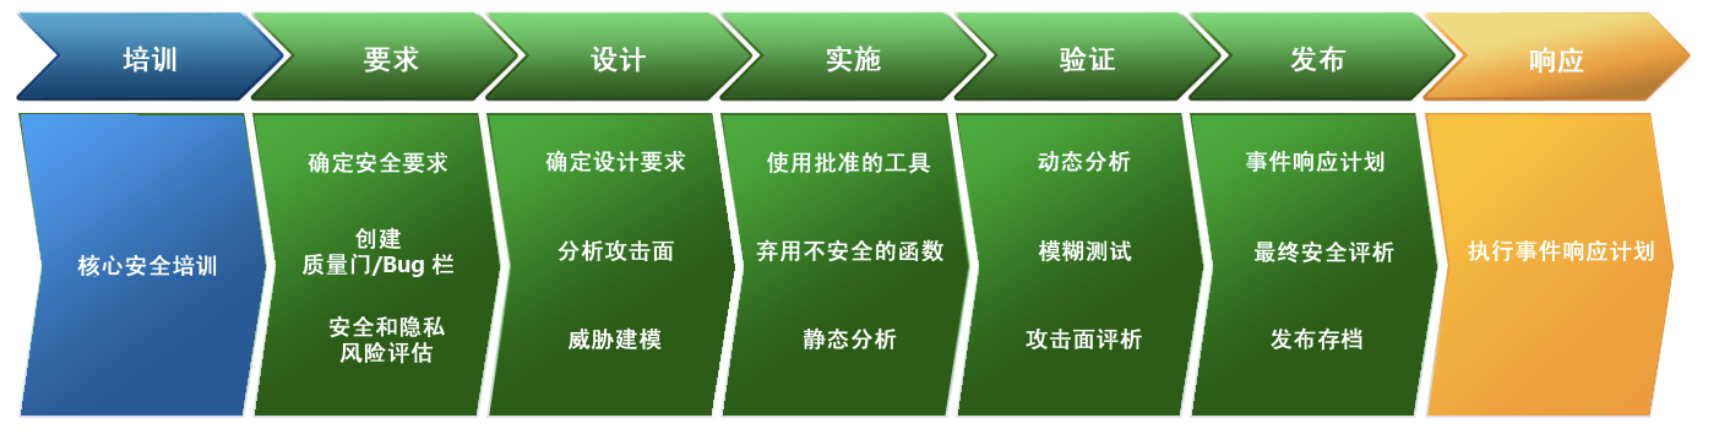 培训
要求
设计
实施
验证
发布
响应
核心安全培训
确定安全要求
创建
质量门/Bug 栏
安全和隐私
风险评估
确定设计要求
分析攻击面
威胁建模
使用批准的工具
弃用不安全的函数
静态分析
动态分析
模糊测试
攻击面评析
事件响应计划
最终安全评析
发布存档
执行事件响应计划